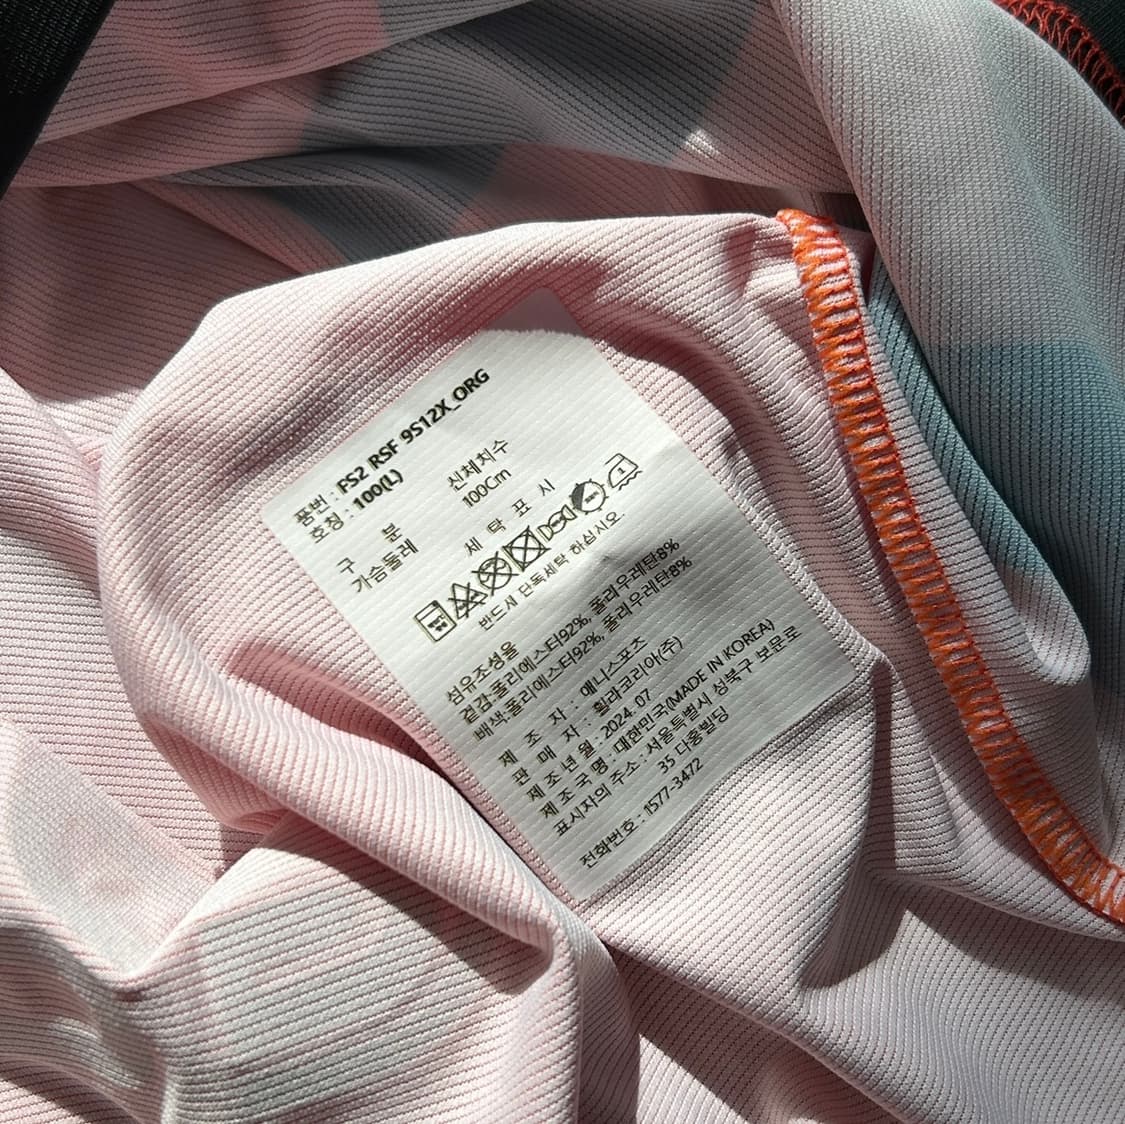 품번 : FS2 RSF 9S12X_ORG
호칭 : 100(L)
구 분 신체치수
가슴둘레 100Cm
세 탁 표 시
반드시 단독세탁 하십시오.
섬유조성율
겉감:폴리에스터92%, 폴리우레탄8%
배색:폴리에스터92%, 폴리우레탄8%
제 조 자 : 애니스포츠
판 매 자 : 휠라코리아(주)
제 조 년 월 : 2024. 07
제 조 국 명 : 대한민국(MADE IN KOREA)
표시자의 주소 : 서울특별시 성북구 보문로
35 다홍빌딩
전화번호 : 1577-3472